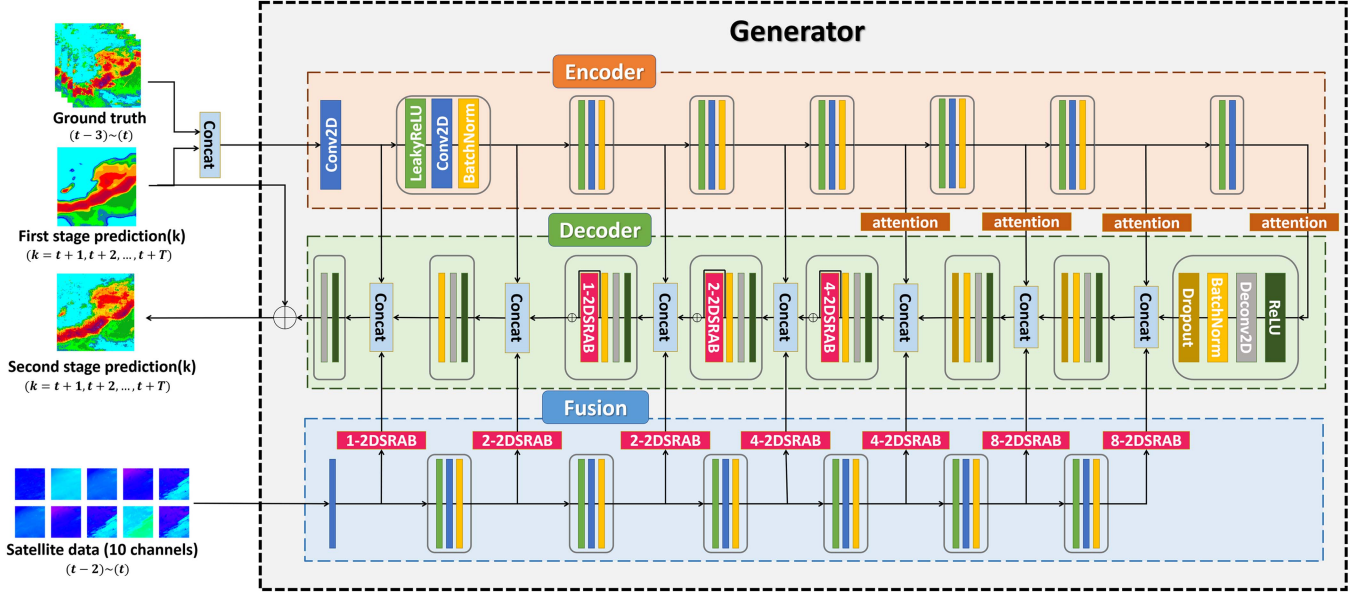 Generator
Encoder
Ground truth
(t − 3)~(t)
Concat
Conv2D
LeakyReLU
Conv2D
BatchNorm
First stage prediction(k)
(k = t + 1, t + 2, ..., t + T)
attention
attention
attention
attention
Decoder
Concat
Concat
1-2DSRAB
Concat
2-2DSRAB
Concat
4-2DSRAB
Concat
Concat
Concat
Dropout
BatchNorm
Deconv2D
ReLU
Second stage prediction(k)
(k = t + 1, t + 2, ..., t + T)
Fusion
1-2DSRAB
2-2DSRAB
2-2DSRAB
4-2DSRAB
4-2DSRAB
8-2DSRAB
8-2DSRAB
Satellite data (10 channels)
(t − 2)~(t)